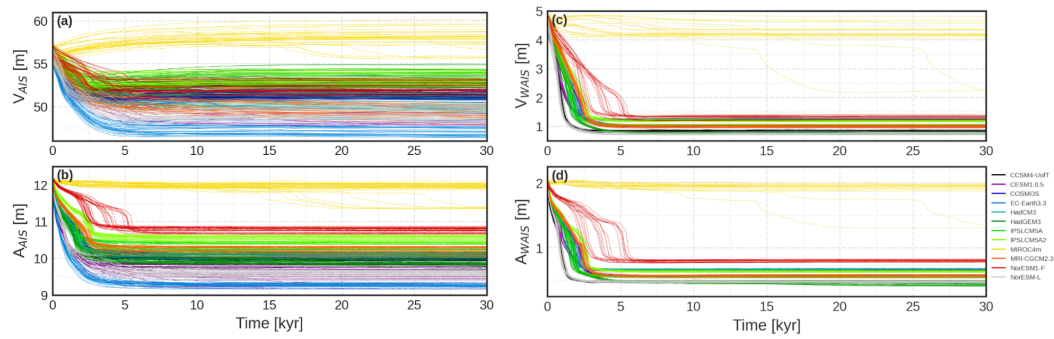 (a)
V_AIS [m]
60
55
50
0 5 10 15 20 25 30
(b)
A_AIS [m]
12
11
10
9
0 5 10 15 20 25 30
Time [kyr]
(c)
V_WAIS [m]
5
4
3
2
1
0 5 10 15 20 25 30
(d)
A_WAIS [m]
2
1
0 5 10 15 20 25 30
Time [kyr]
CCSM4-UofT
CESM1.0.5
COSMOS
EC-Earth3.3
HadCM3
HadGEM3
IPSLCM5A
IPSLCM5A2
MIROC4m
MRI-CGCM2.3
NorESM1-F
NorESM-L